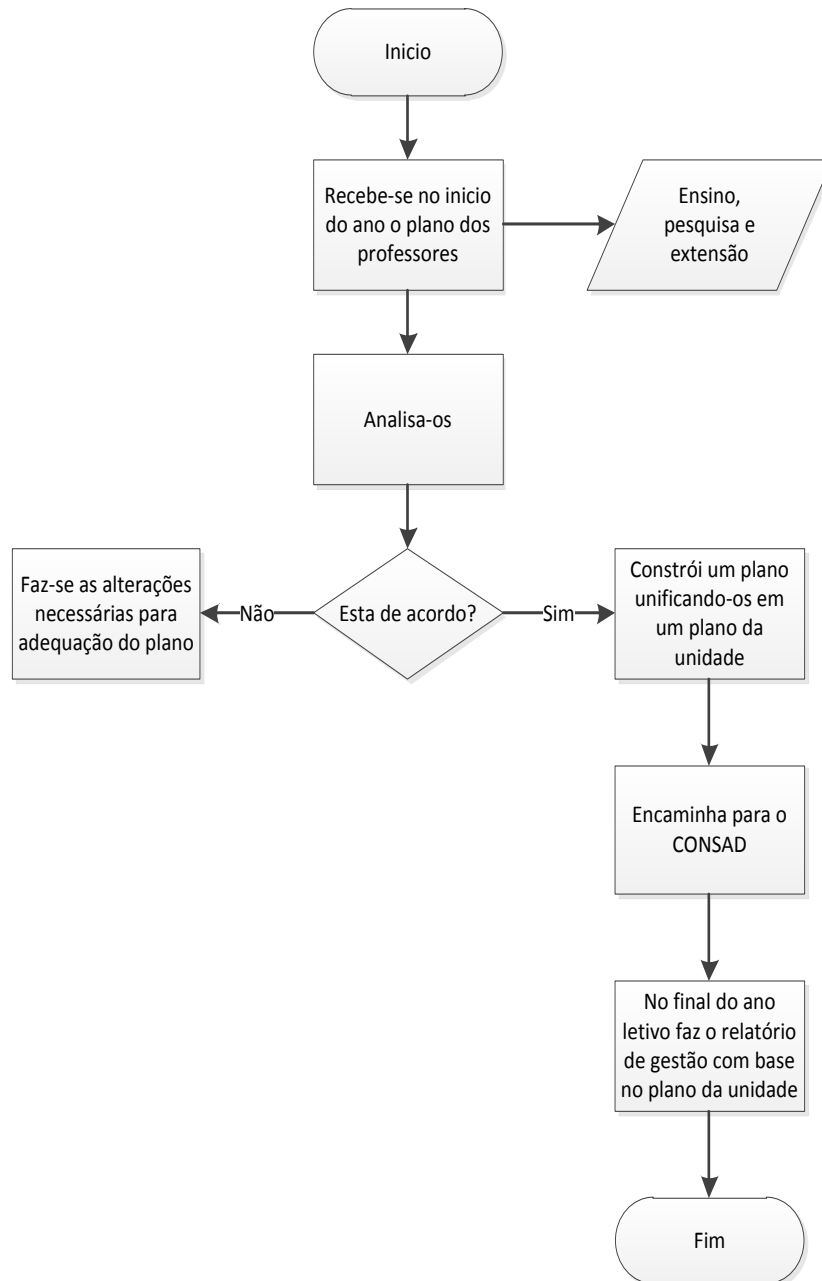 Inicio
Recebe-se no inicio
do ano o plano dos
professores
Ensino,
pesquisa e
extensão
Analisa-os
Faz-se as alterações
necessárias para
adequação do plano
Não
Esta de acordo?
Sim
Constrói um plano
unificando-os em
um plano da
unidade
Encaminha para o
CONSAD
No final do ano
letivo faz o relatório
de gestão com base
no plano da unidade
Fim